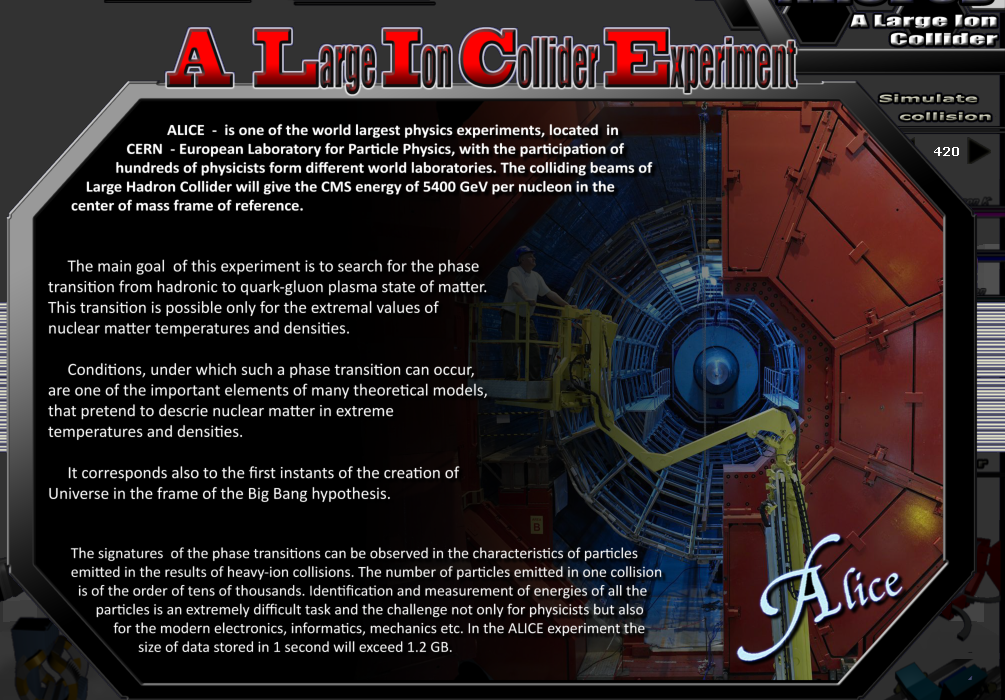 A Large Ion
Collider
A Large Ion Collider Experiment
Simulate
collision
420
ALICE - is one of the world largest physics experiments, located in
CERN - European Laboratory for Particle Physics, with the participation of
hundreds of physicists form different world laboratories. The colliding beams of
Large Hadron Collider will give the CMS energy of 5400 GeV per nucleon in the
center of mass frame of reference.
The main goal of this experiment is to search for the phase
transition from hadronic to quark-gluon plasma state of matter.
This transition is possible only for the extremal values of
nuclear matter temperatures and densities.
Conditions, under which such a phase transition can occur,
are one of the important elements of many theoretical models,
that pretend to descrie nuclear matter in extreme
temperatures and densities.
It corresponds also to the first instants of the creation of
Universe in the frame of the Big Bang hypothesis.
The signatures of the phase transitions can be observed in the characteristics of particles
emitted in the results of heavy-ion collisions. The number of particles emitted in one collision
is of the order of tens of thousands. Identification and measurement of energies of all the
particles is an extremely difficult task and the challenge not only for physicists but also
for the modern electronics, informatics, mechanics etc. In the ALICE experiment the
size of data stored in 1 second will exceed 1.2 GB.
B
Alice